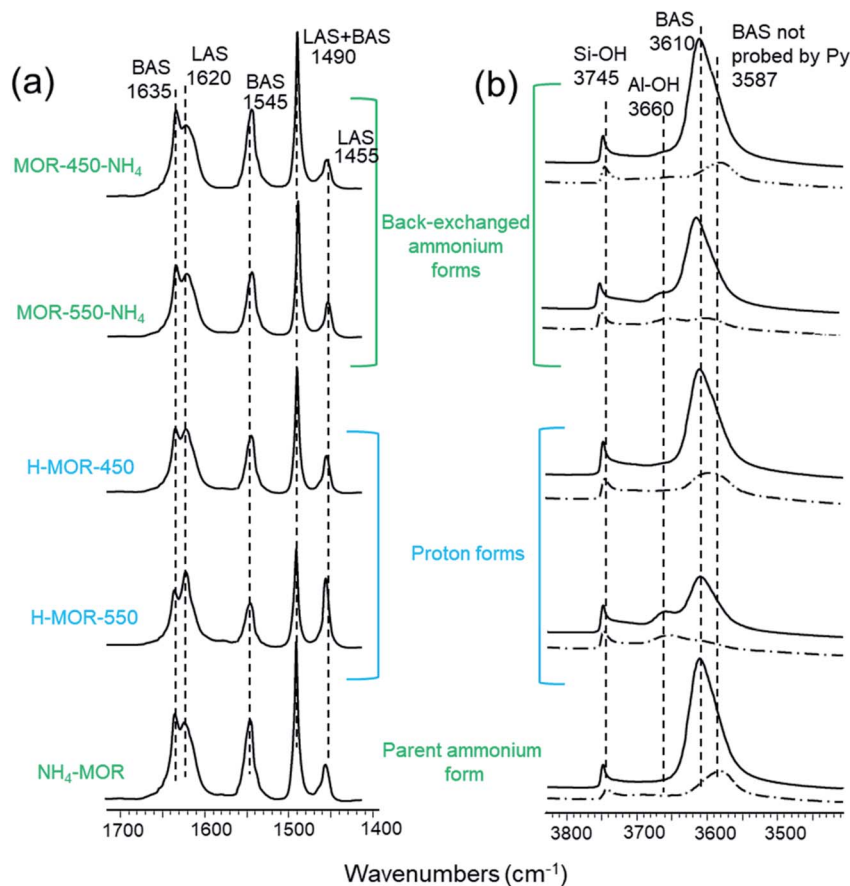 (a)
BAS
1635
LAS
1620
BAS
1545
LAS+BAS
1490
LAS
1455
(b)
Si-OH
3745
Al-OH
3660
BAS
3610
BAS not
probed by Py
3587
MOR-450-NH₄
MOR-550-NH₄
Back-exchanged
ammonium
forms
H-MOR-450
H-MOR-550
Proton forms
NH₄-MOR
Parent ammonium
form
1700 1600 1500 1400
3800 3700 3600 3500
Wavenumbers (cm⁻¹)